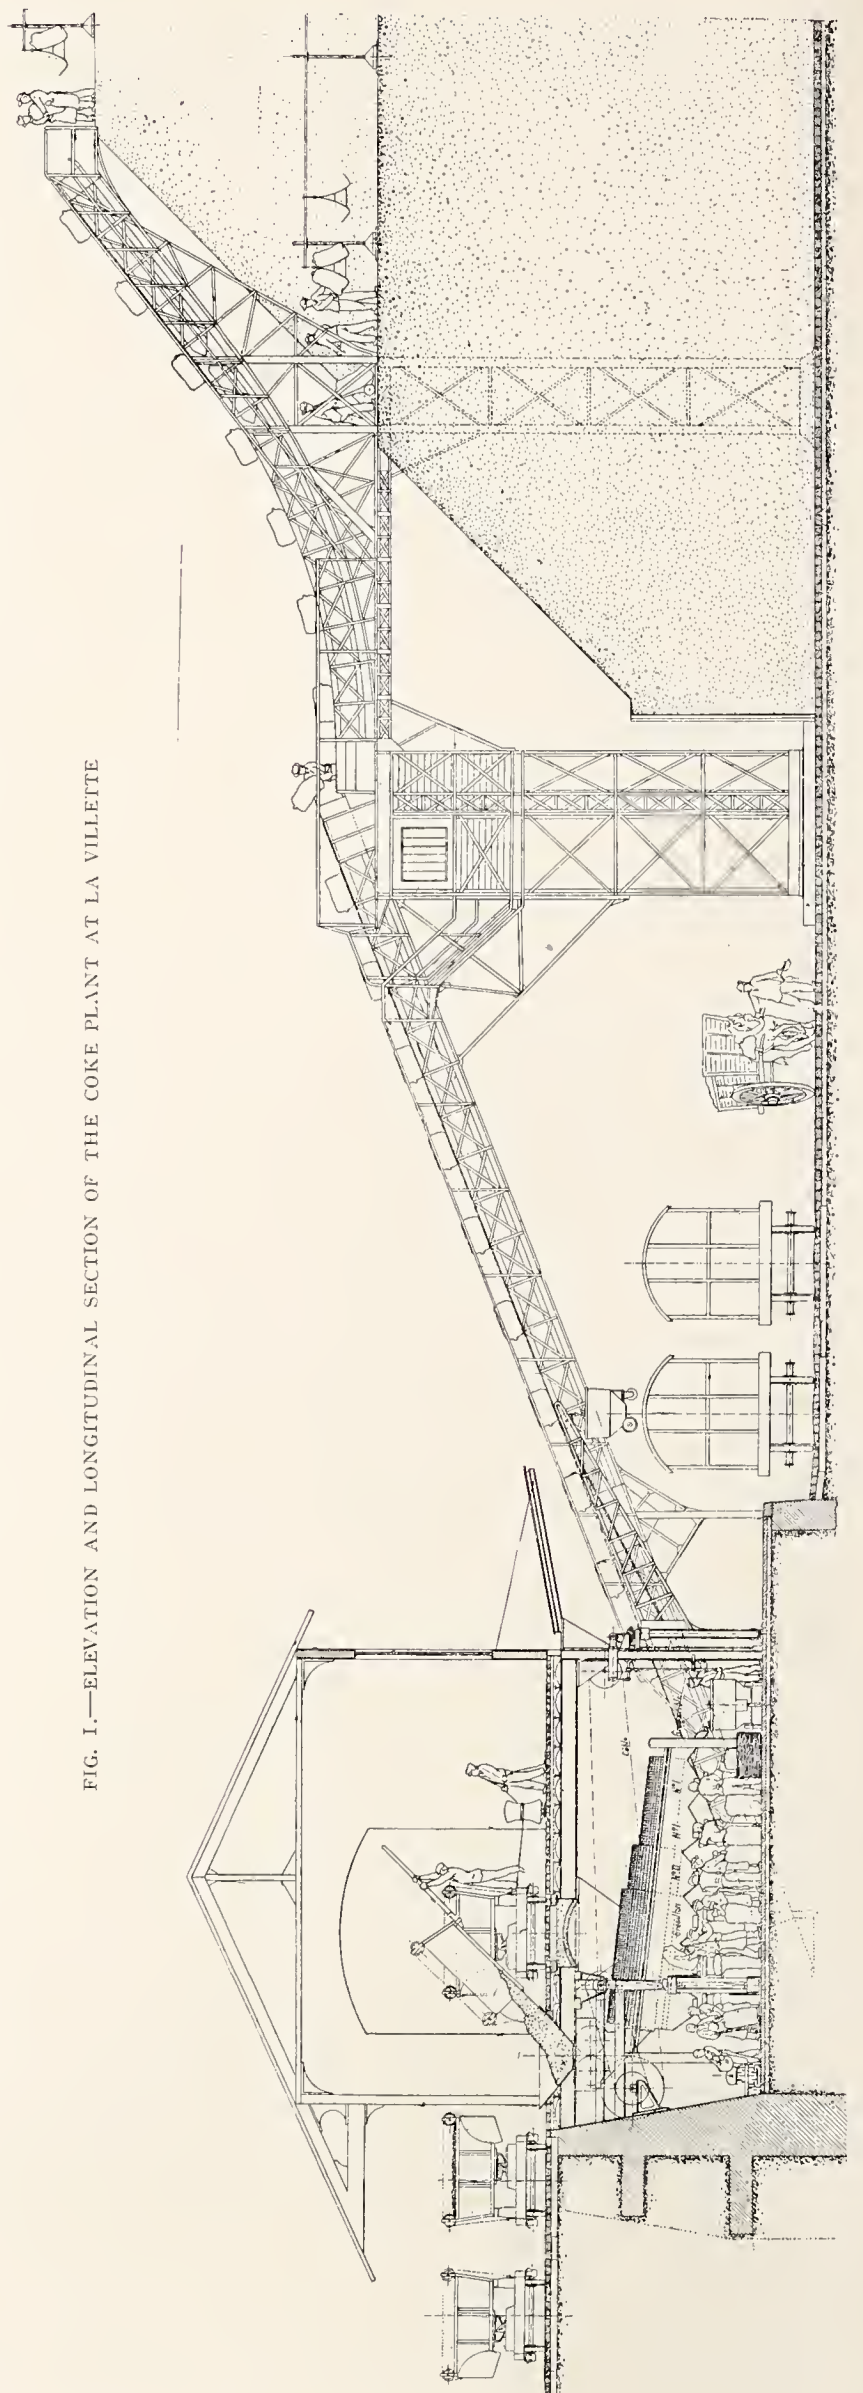 FIG. I.—ELEVATION AND LONGITUDINAL SECTION OF THE COKE PLANT AT LA VILLETTE